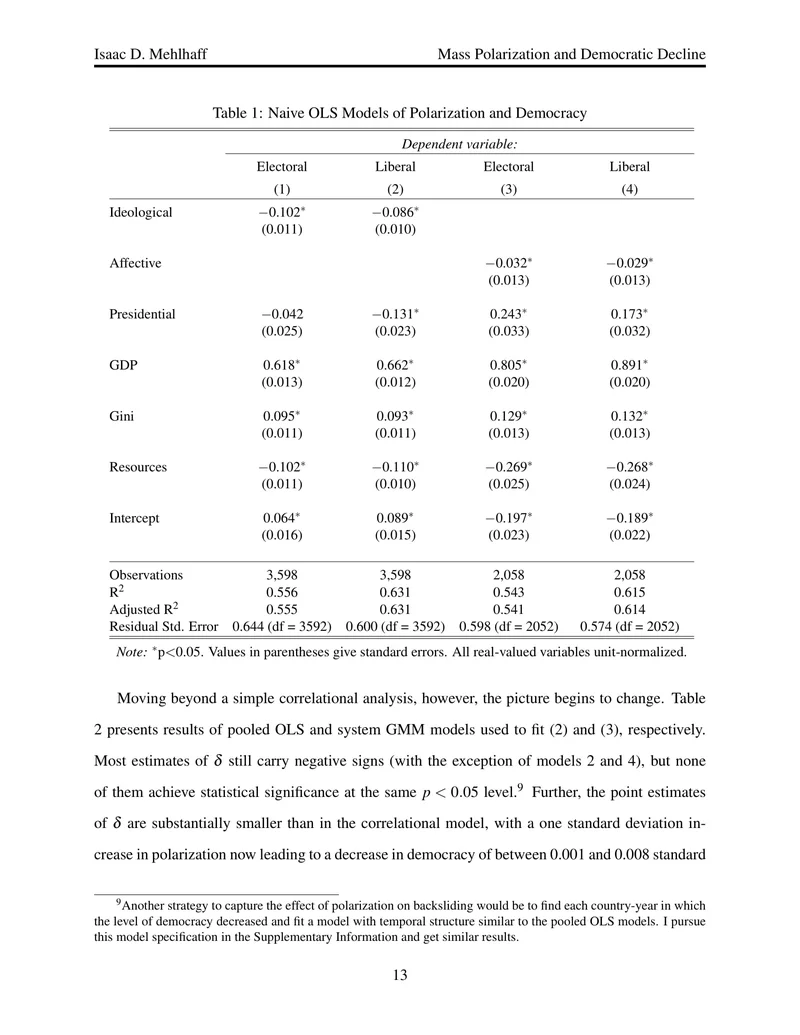 Isaac D. Mehlhaff Mass Polarization and Democratic Decline
Table 1: Naive OLS Models of Polarization and Democracy
Dependent variable:
Electoral Liberal Electoral Liberal
(1) (2) (3) (4)
Ideological −0.102* −0.086*
(0.011) (0.010)
Affective −0.032* −0.029*
(0.013) (0.013)
Presidential −0.042 −0.131* 0.243* 0.173*
(0.025) (0.023) (0.033) (0.032)
GDP 0.618* 0.662* 0.805* 0.891*
(0.013) (0.012) (0.020) (0.020)
Gini 0.095* 0.093* 0.129* 0.132*
(0.011) (0.011) (0.013) (0.013)
Resources −0.102* −0.110* −0.269* −0.268*
(0.011) (0.010) (0.025) (0.024)
Intercept 0.064* 0.089* −0.197* −0.189*
(0.016) (0.015) (0.023) (0.022)
Observations 3,598 3,598 2,058 2,058
R² 0.556 0.631 0.543 0.615
Adjusted R² 0.555 0.631 0.541 0.614
Residual Std. Error 0.644 (df = 3592) 0.600 (df = 3592) 0.598 (df = 2052) 0.574 (df = 2052)
Note: *p<0.05. Values in parentheses give standard errors. All real-valued variables unit-normalized.
Moving beyond a simple correlational analysis, however, the picture begins to change. Table
2 presents results of pooled OLS and system GMM models used to fit (2) and (3), respectively.
Most estimates of δ still carry negative signs (with the exception of models 2 and 4), but none
of them achieve statistical significance at the same p < 0.05 level.⁹ Further, the point estimates
of δ are substantially smaller than in the correlational model, with a one standard deviation in-
crease in polarization now leading to a decrease in democracy of between 0.001 and 0.008 standard
⁹Another strategy to capture the effect of polarization on backsliding would be to find each country-year in which
the level of democracy decreased and fit a model with temporal structure similar to the pooled OLS models. I pursue
this model specification in the Supplementary Information and get similar results.
13